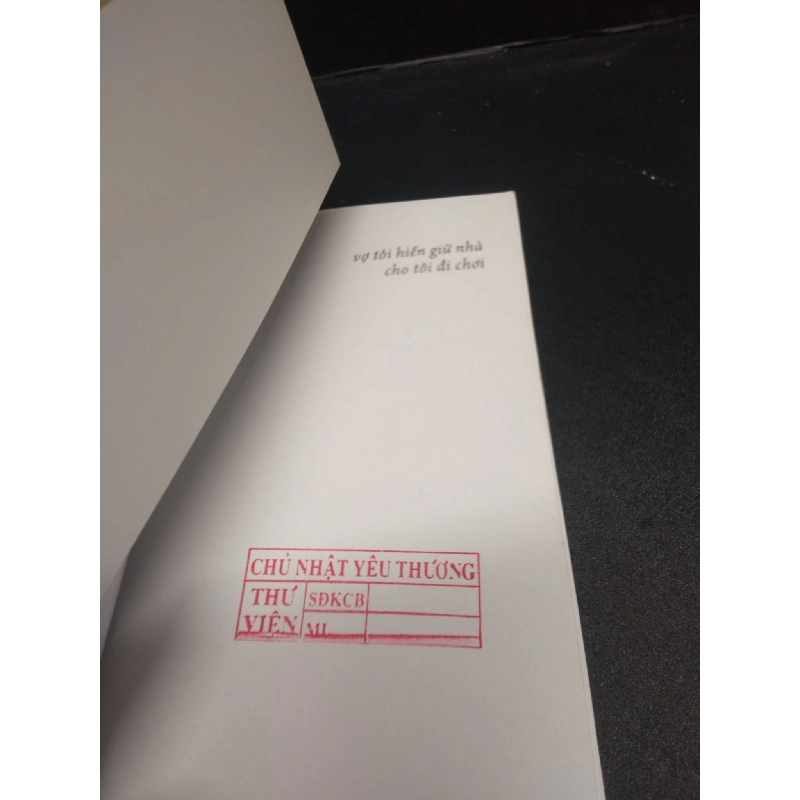 vợ tôi hiền giữ nhà
cho tôi đi chơi
CHỦ NHẬT YÊU THƯƠNG
THƯ VIỆN
SĐKCB
ML